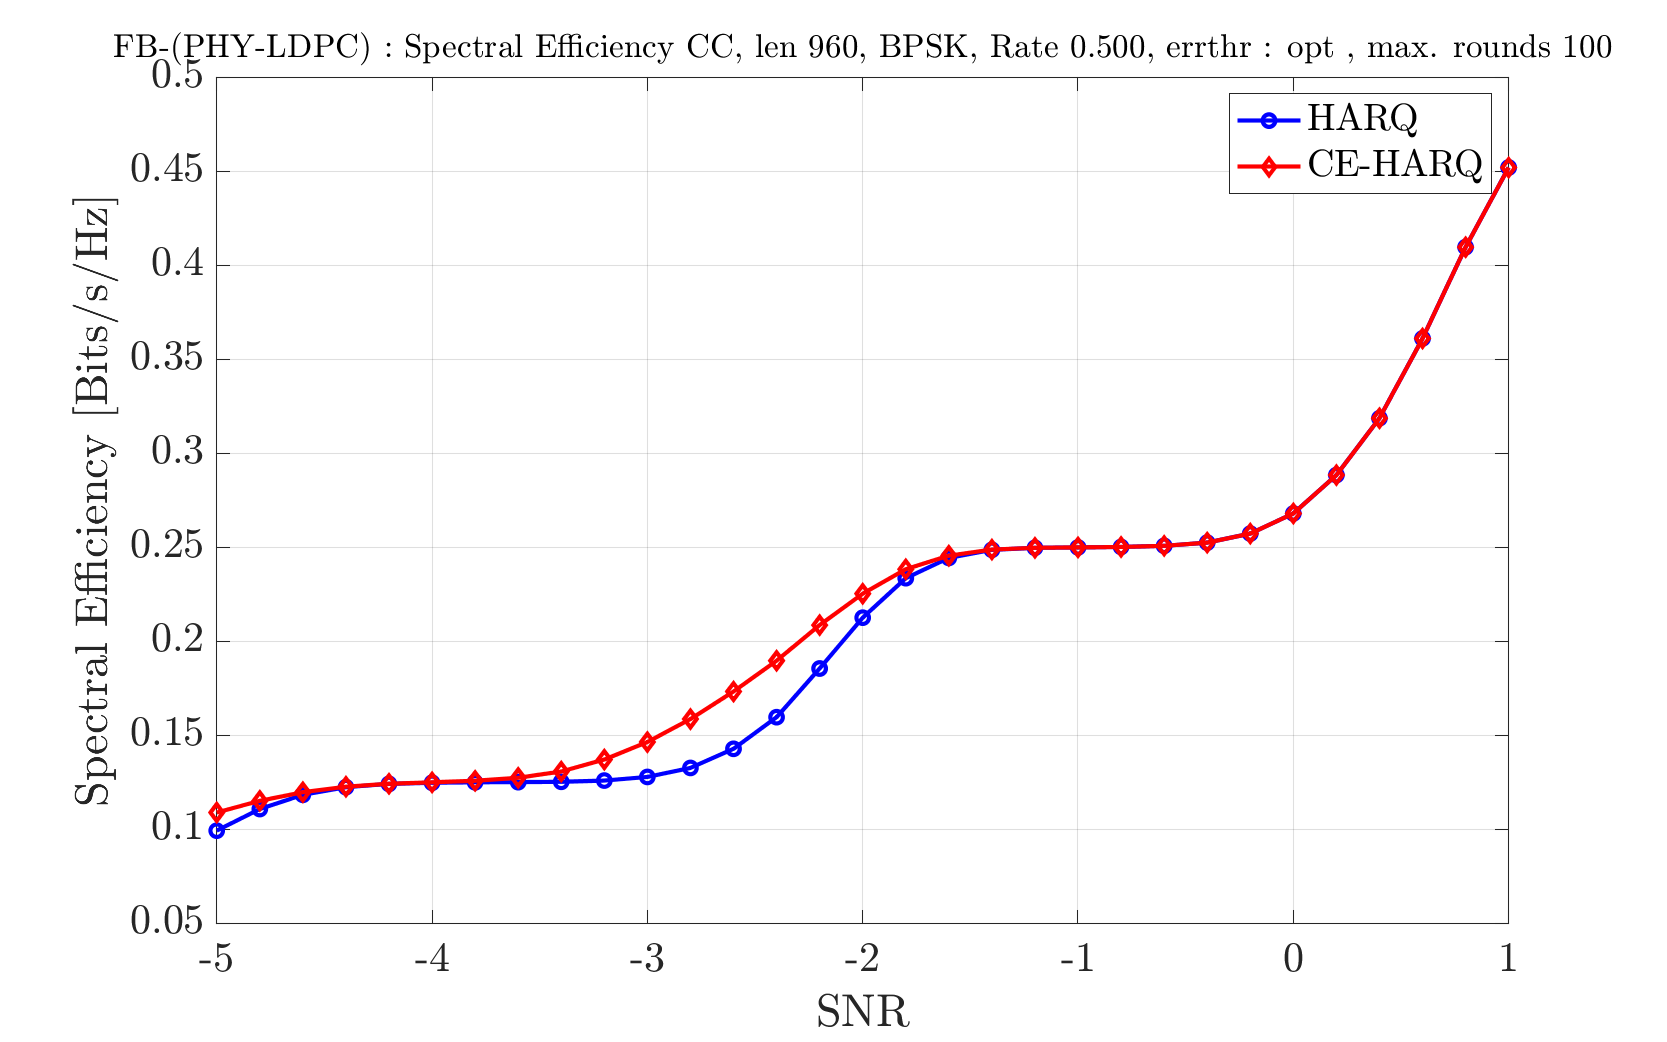 FB-(PHY-LDPC) : Spectral Efficiency CC, len 960, BPSK, Rate 0.500, errthr : opt , max. rounds 100
0.5
0.45
0.4
0.35
0.3
0.25
0.2
0.15
0.1
0.05
Spectral Efficiency [Bits/s/Hz]
HARQ
CE-HARQ
-5 -4 -3 -2 -1 0 1
SNR